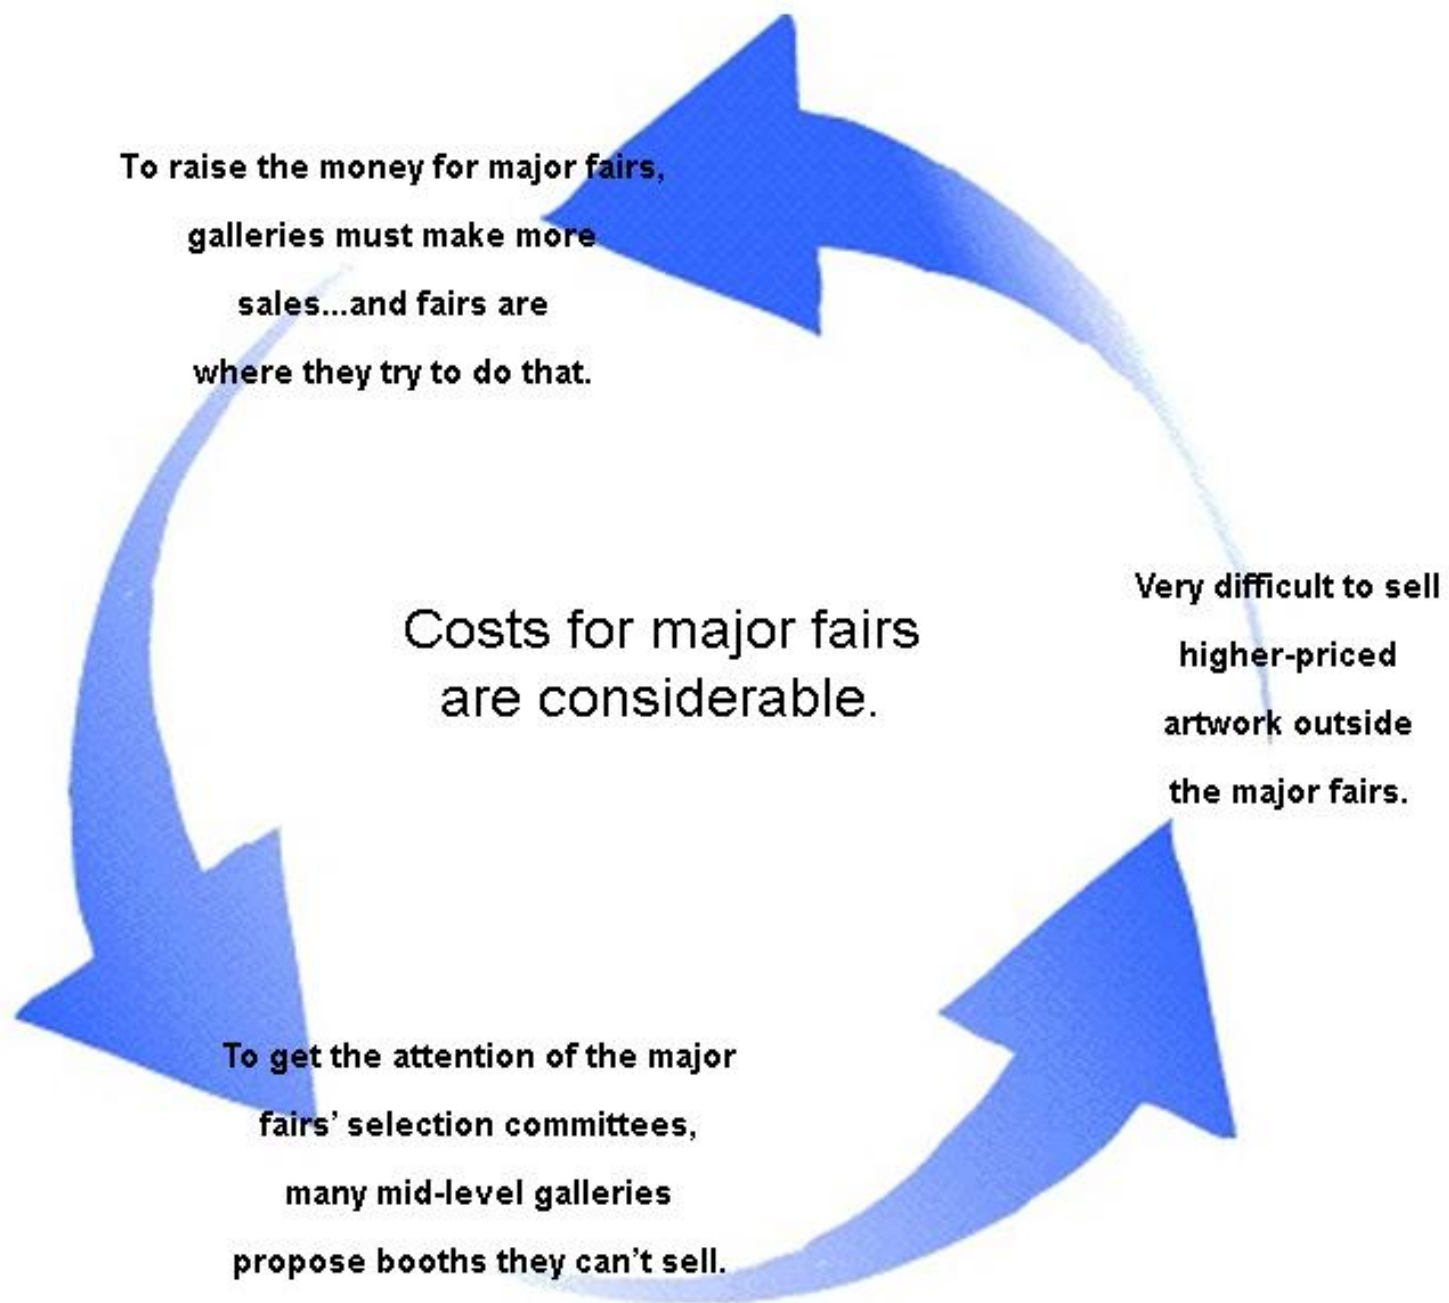 To raise the money for major fairs,
galleries must make more
sales...and fairs are
where they try to do that.
Costs for major fairs
are considerable.
Very difficult to sell
higher-priced
artwork outside
the major fairs.
To get the attention of the major
fairs’ selection committees,
many mid-level galleries
propose booths they can’t sell.